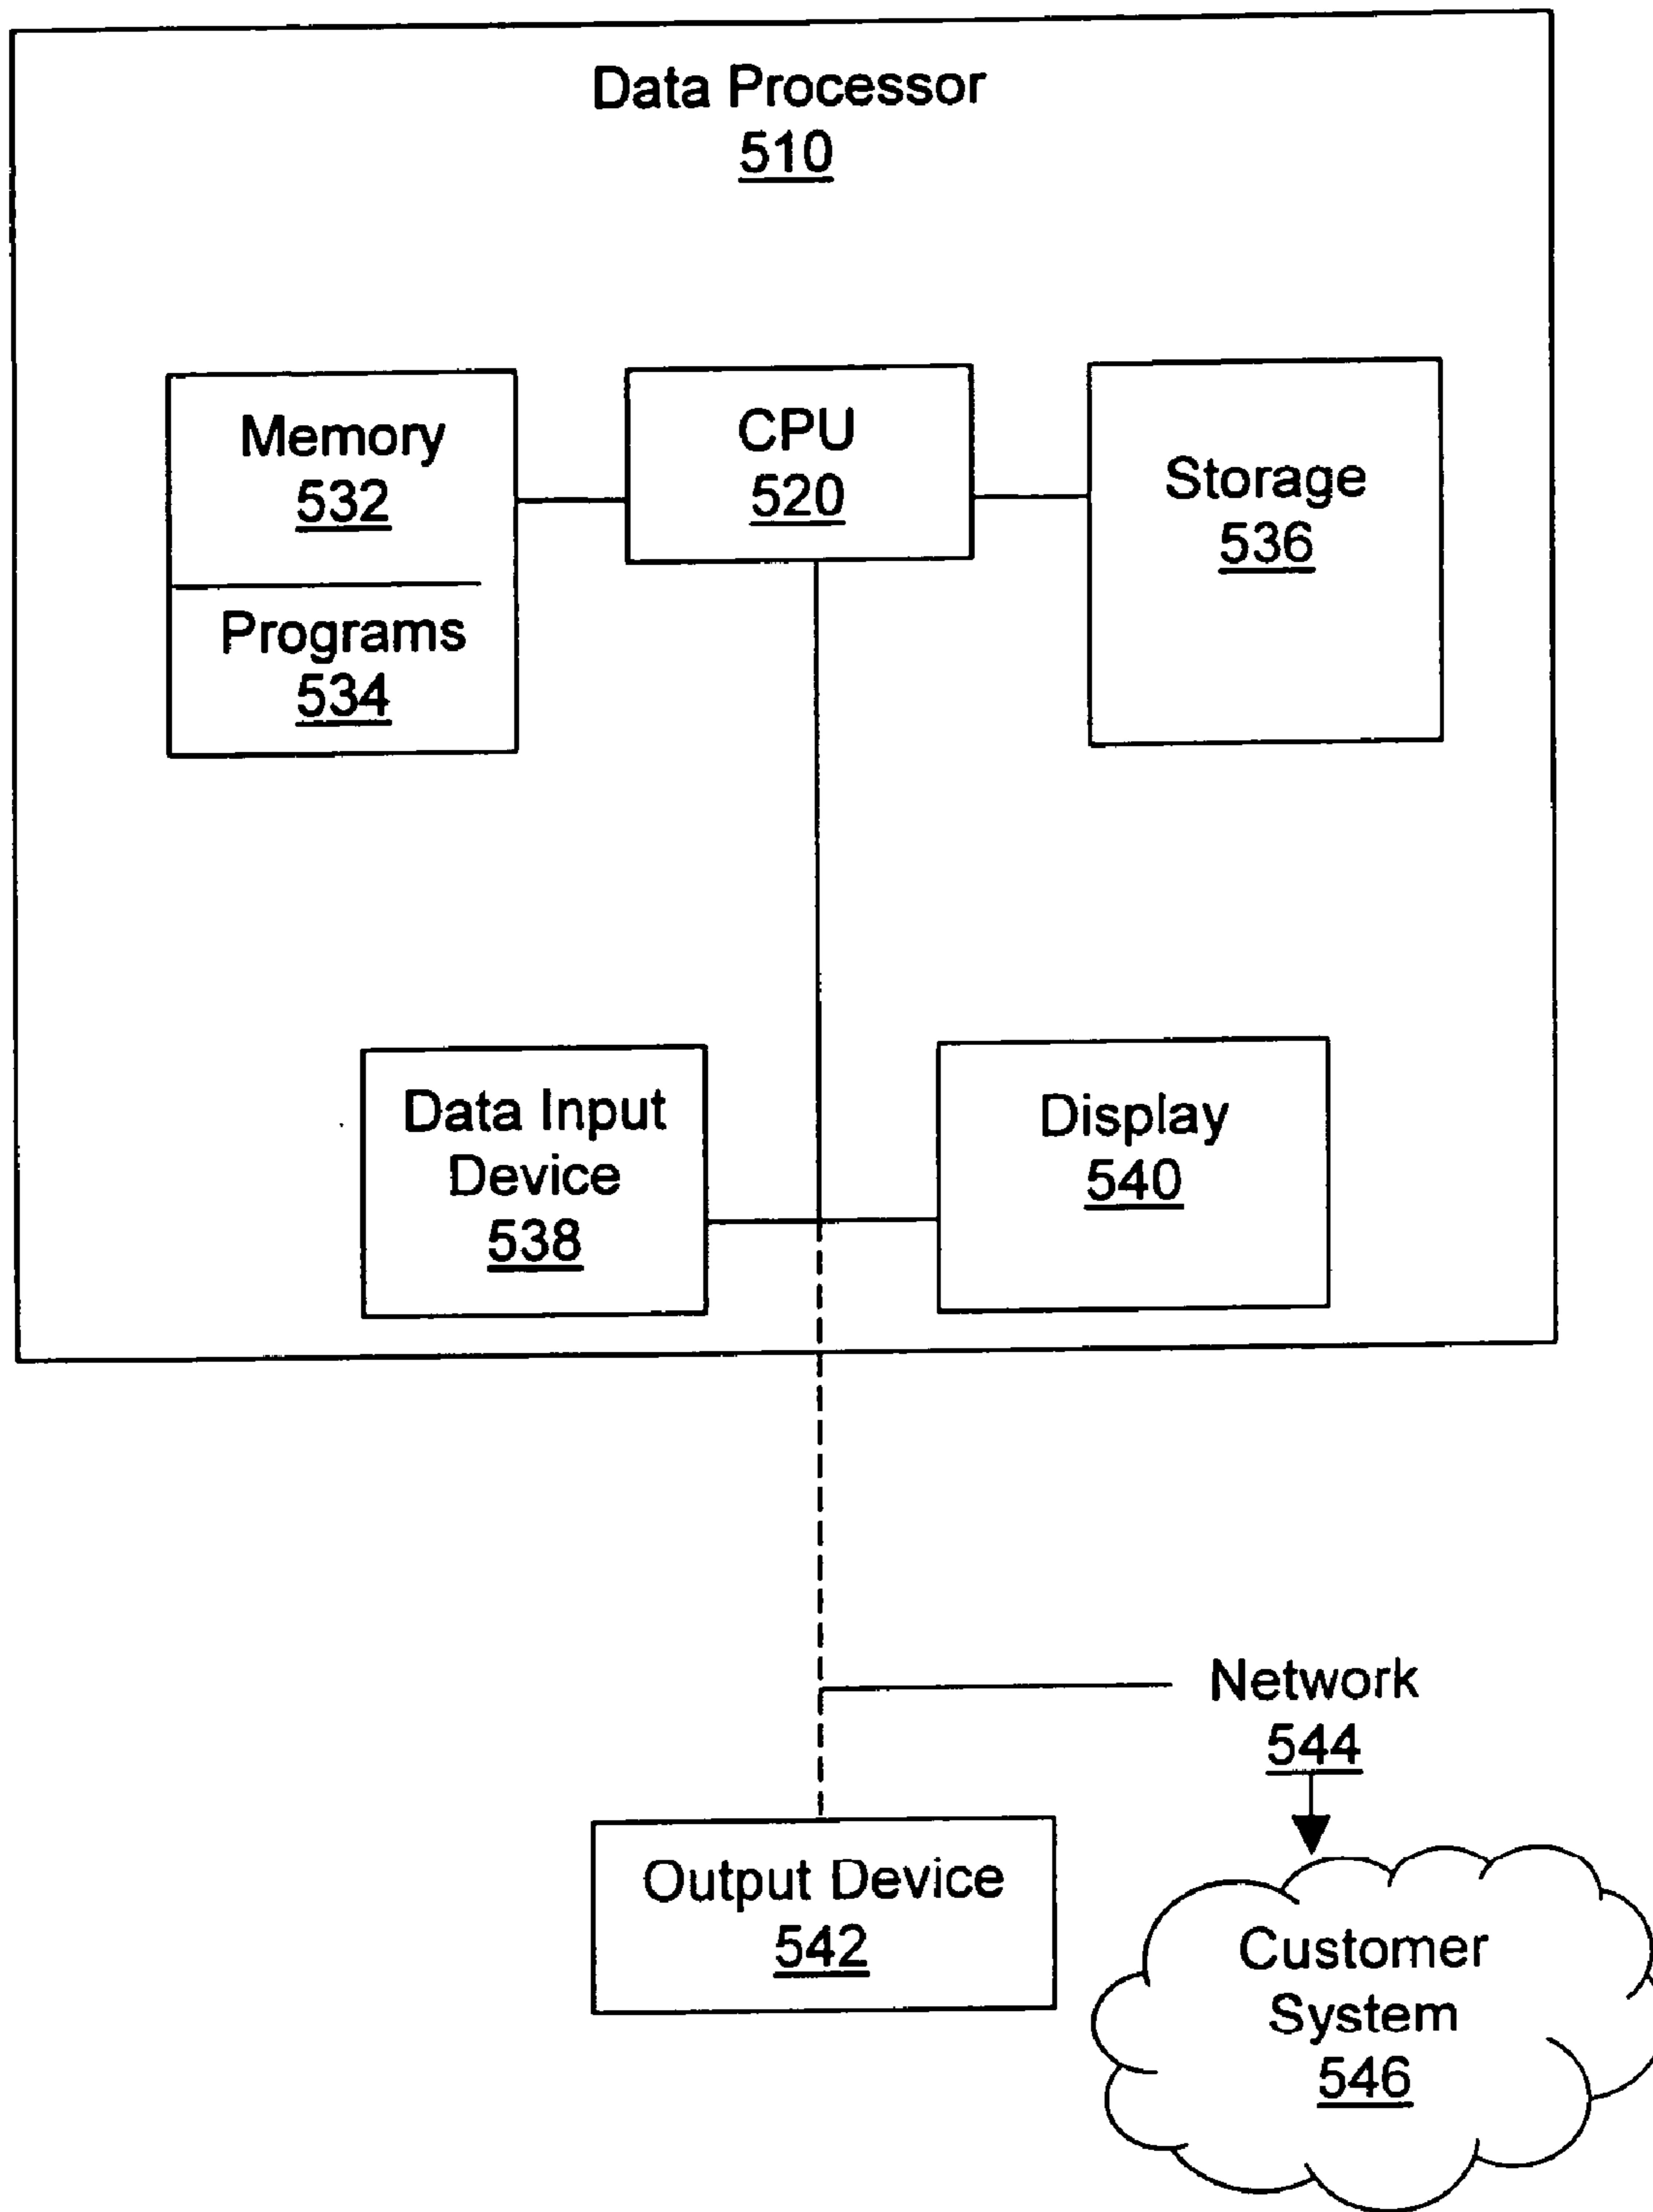 Data Processor
510
Memory
532
CPU
520
Storage
536
Programs
534
Data Input
Device
538
Display
540
Network
544
Output Device
542
Customer
System
546